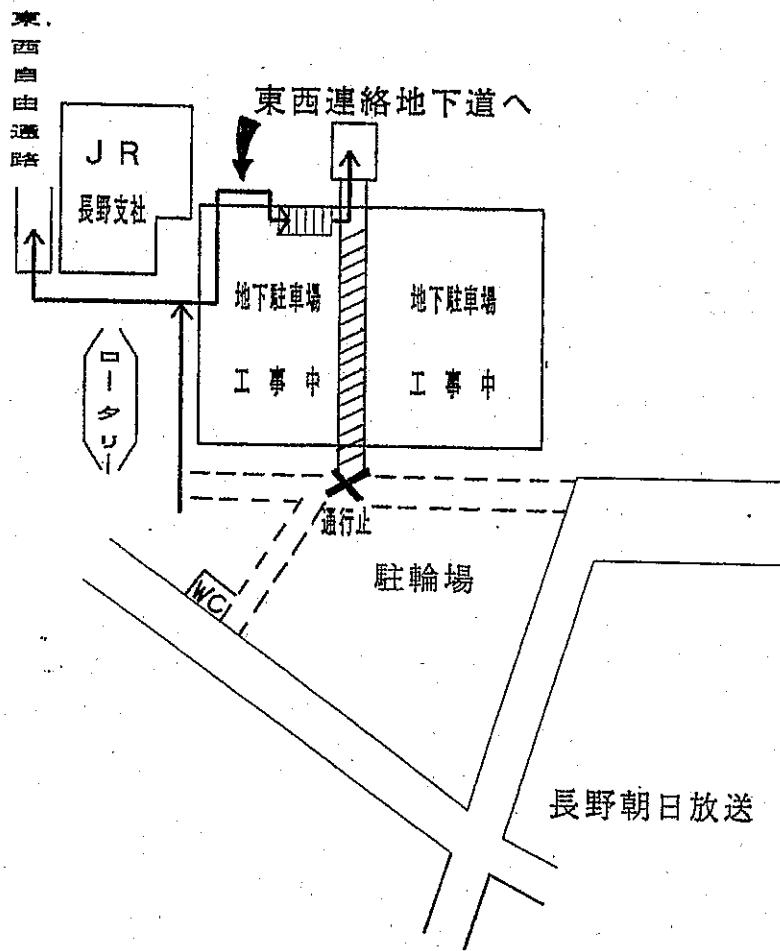 東西自由通路
東西連絡地下道へ
JR
長野支社
地下駐車場
工事中
地下駐車場
工事中
ロータリー
通行止
駐輪場
WC
長野朝日放送